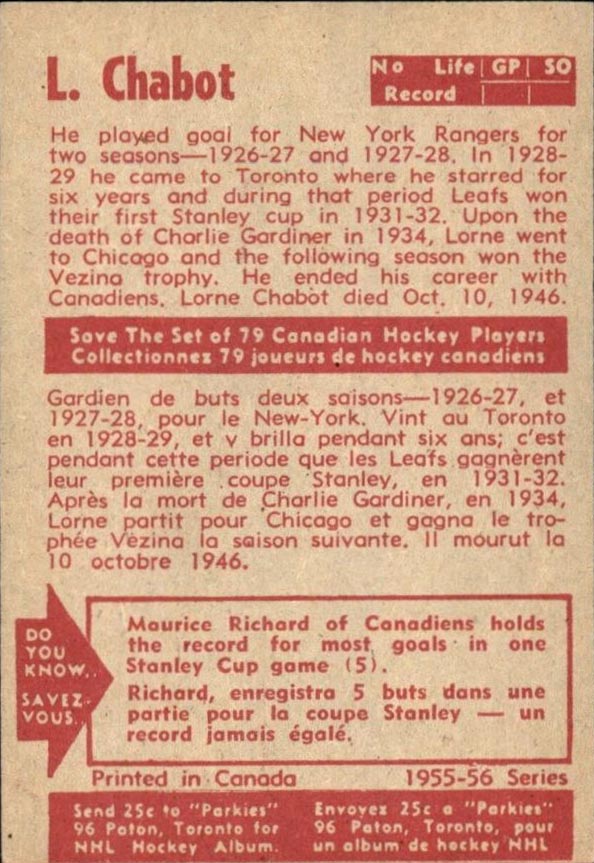 L. Chabot
No Life GP SO
Record
He played goal for New York Rangers for
two seasons—1926-27 and 1927-28. In 1928-
29 he came to Toronto where he starred for
six years and during that period Leafs won
their first Stanley cup in 1931-32. Upon the
death of Charlie Gardiner in 1934, Lorne went
to Chicago and the following season won the
Vezina trophy. He ended his career with
Canadiens. Lorne Chabot died Oct. 10, 1946.
Save The Set of 79 Canadian Hockey Players
Collectionnez 79 joueurs de hockey canadiens
Gardien de buts deux saisons—1926-27, et
1927-28, pour le New-York. Vint au Toronto
en 1928-29, et v brilla pendant six ans; c'est
pendant cette periode que les Leafs gagnèrent
leur première coupe Stanley, en 1931-32.
Après la mort de Charlie Gardiner, en 1934,
Lorne partit pour Chicago et gagna le tro-
phée Vèzina la saison suivante. Il mourut la
10 octobre 1946.
DO
YOU
KNOW..
SAVEZ-
VOUS..
Maurice Richard of Canadiens holds
the record for most goals in one
Stanley Cup game (5).
Richard, enregistra 5 buts dans une
partie pour la coupe Stanley — un
record jamais égalé.
Printed in Canada 1955-56 Series
Send 25c to "Parkies"
96 Paton, Toronto for
NHL Hockey Album.
Envoyez 25c a "Parkies"
96 Paton, Toronto, pour
un album de hockey NHL